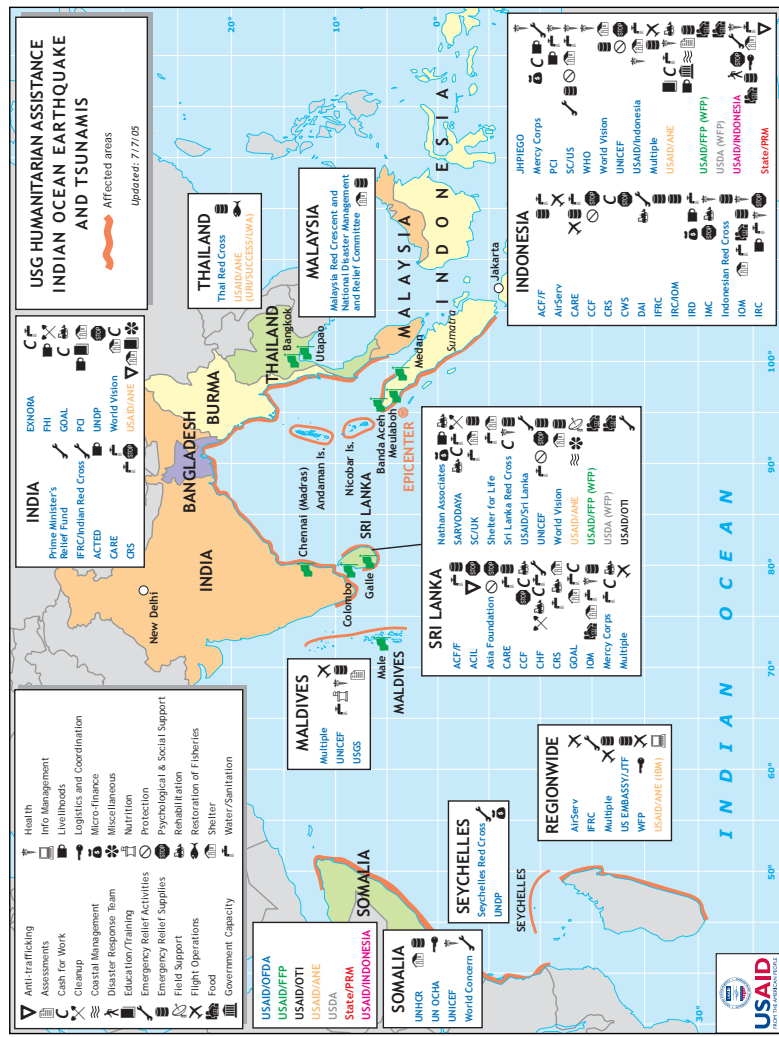 USG HUMANITARIAN ASSISTANCE
INDIAN OCEAN EARTHQUAKE
AND TSUNAMIS
Affected areas
Updated: 7/7/05
Anti-trafficking
Assessments
Cash for Work
Cleanup
Coastal Management
Disaster Response Team
Education/Training
Emergency Relief Activities
Emergency Relief Supplies
Field Support
Flight Operations
Food
Government Capacity
Health
Info Management
Livelihoods
Logistics and Coordination
Micro-finance
Miscellaneous
Nutrition
Protection
Psychological & Social Support
Rehabilitation
Restoration of Fisheries
Shelter
Water/Sanitation
INDIA
Prime Minister's
Relief Fund
IFRC/Indian Red Cross
ACTED
CARE
CRS
EXNORA
FHI
GOAL
PCI
UNDP
World Vision
USAID/ANE
THAILAND
Thai Red Cross
USAID/ANE
(URI/SUCCESS/LWA)
MALAYSIA
Malaysia Red Crescent and
National Disaster Management
and Relief Committee
USAID/OFDA
USAID/FFP
USAID/OTI
USAID/ANE
USDA
State/PRM
USAID/INDONESIA
SOMALIA
UNHCR
UN OCHA
UNICEF
World Concern
SEYCHELLES
Seychelles Red Cross
UNDP
MALDIVES
Multiple
UNICEF
USGS
REGIONWIDE
AirServ
IFRC
Multiple
US EMBASSY/JTF
WFP
USAID/ANE (IBM)
SRI LANKA
ACF/F
ACIL
Asia Foundation
CARE
CCF
CHF
CRS
GOAL
IOM
Mercy Corps
Multiple
Nathan Associates
SARVODAYA
SC/UK
Shelter for Life
Sri Lanka Red Cross
USAID/Sri Lanka
UNICEF
World Vision
USAID/ANE
USAID/FFP (WFP)
USDA (WFP)
USAID/OTI
INDONESIA
ACF/F
AirServ
CARE
CCF
CRS
CWS
DAI
IFRC
IRC/IOM
IRD
IMC
Indonesian Red Cross
IOM
IRC
JHPIEGO
Mercy Corps
PCI
SC/US
WHO
World Vision
UNICEF
USAID/Indonesia
Multiple
USAID/ANE
USAID/FFP (WFP)
USDA (WFP)
USAID/INDONESIA
State/PRM
New Delhi
INDIA
BANGLADESH
BURMA
THAILAND
Bangkok
Utapao
Chennai (Madras)
Andaman Is.
Nicobar Is.
SRI LANKA
Colombo
Galle
Male
MALDIVES
Banda Aceh
Meulaboh
EPICENTER
Medan
Sumatra
MALAYSIA
INDONESIA
Jakarta
SOMALIA
SEYCHELLES
INDIAN OCEAN
20°
10°
0°
30°
50°
60°
70°
80°
90°
100°
USAID
FROM THE AMERICAN PEOPLE